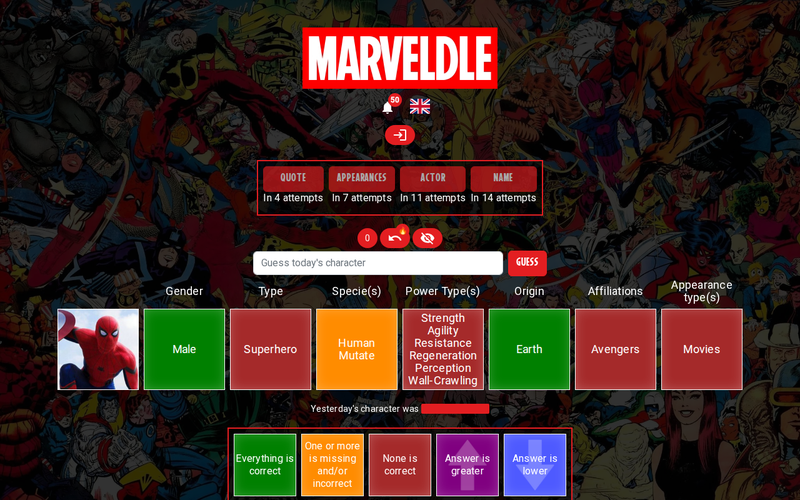 MARVELDLE
50
QUOTE
APPEARANCES
ACTOR
NAME
In 4 attempts
In 7 attempts
In 11 attempts
In 14 attempts
0
Guess today's character
GUESS
Gender
Type
Specie(s)
Power Type(s)
Origin
Affiliations
Appearance
type(s)
Male
Superhero
Human
Mutate
Strength
Agility
Resistance
Regeneration
Perception
Wall-Crawling
Earth
Avengers
Movies
Yesterday's character was
Everything is
correct
One or more
is missing
and/or
incorrect
None is
correct
Answer is
greater
Answer is
lower